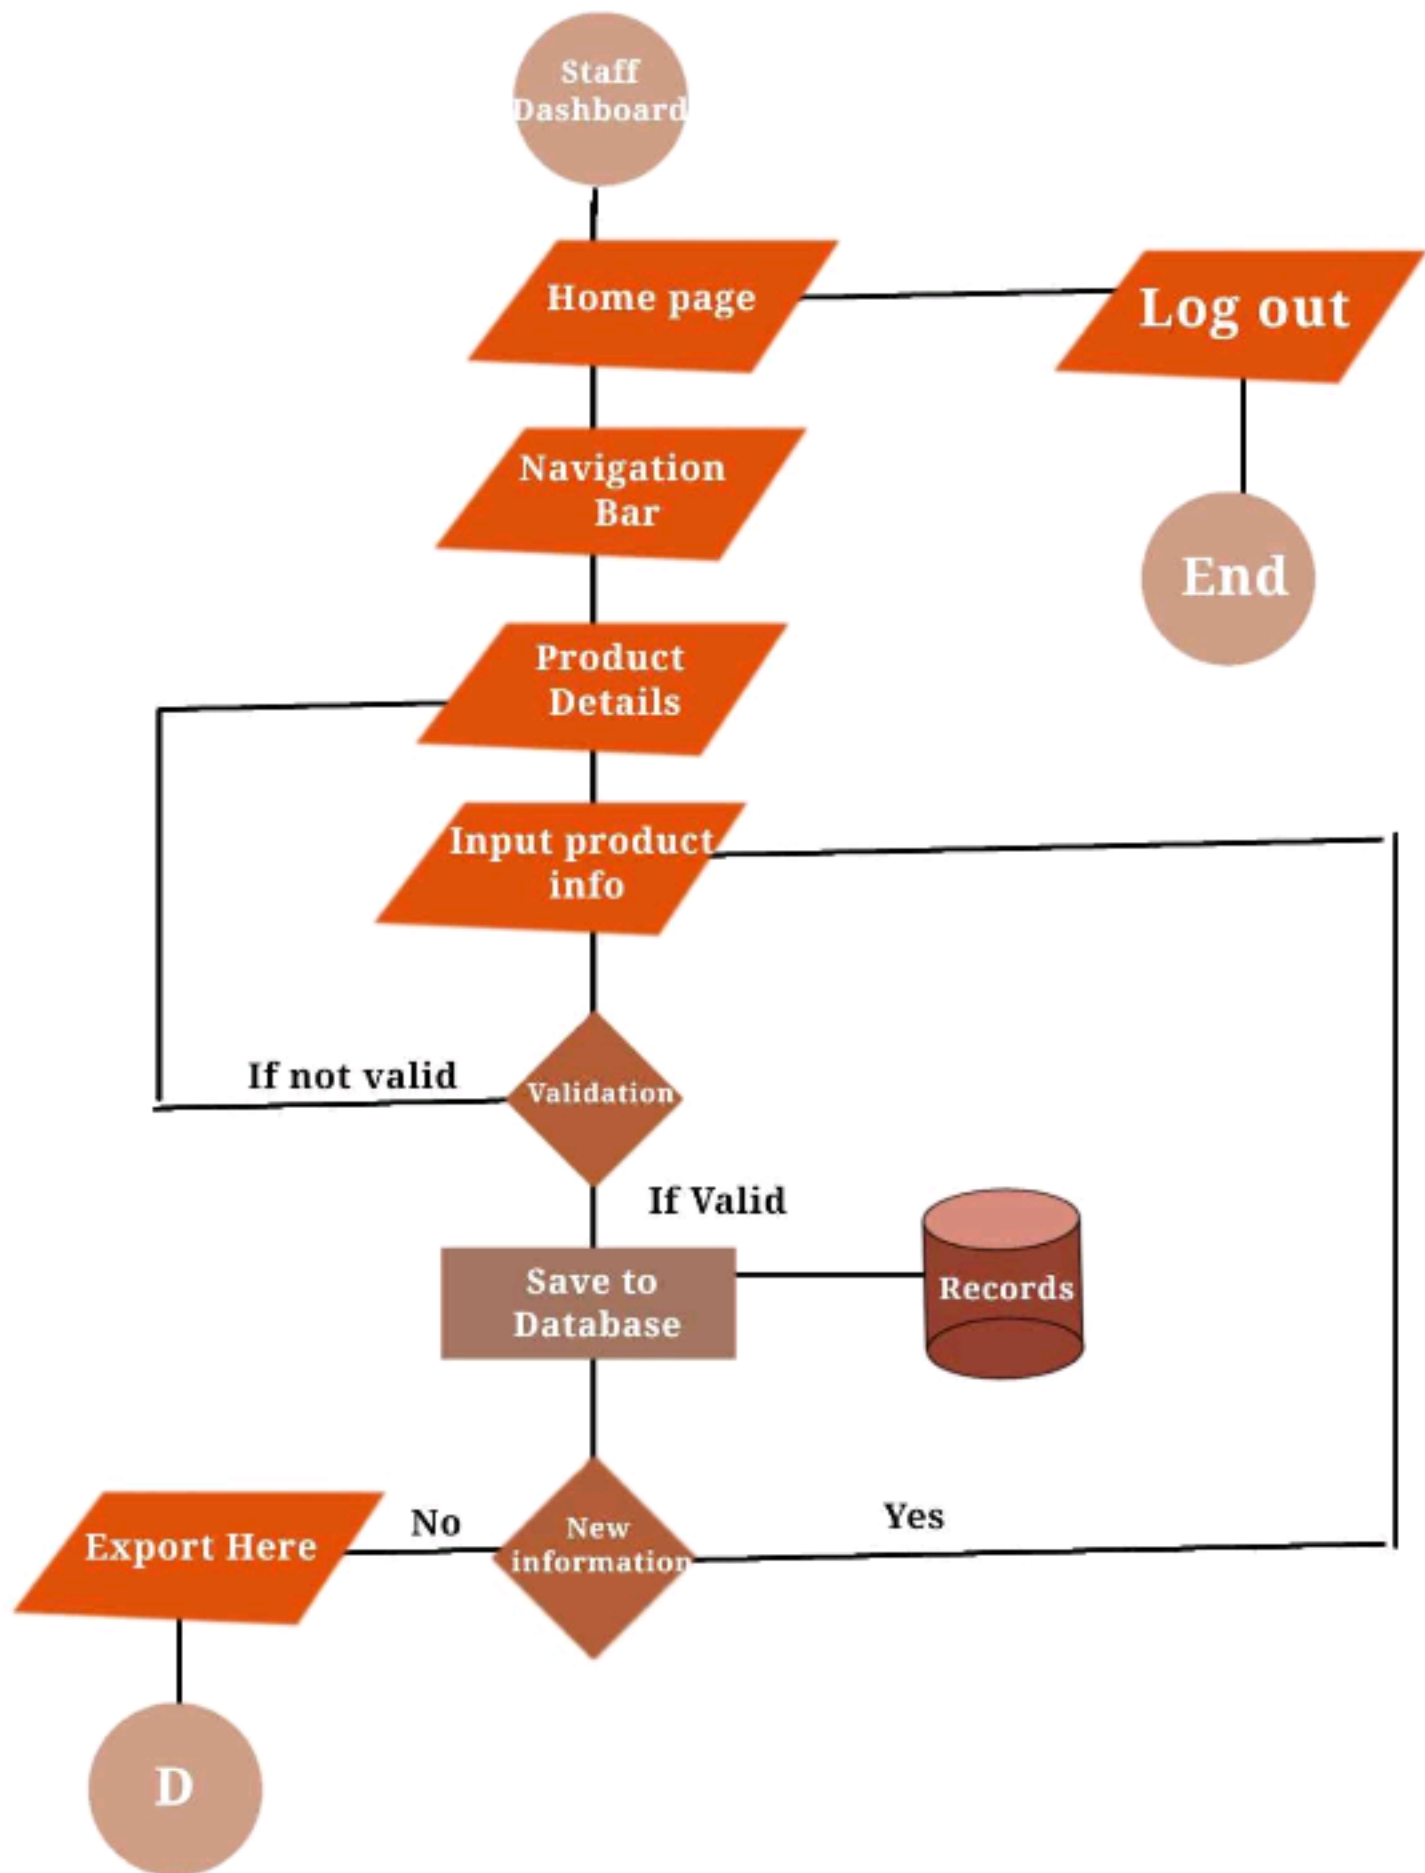 Staff
Dashboard
Home page
Log out
Navigation
Bar
End
Product
Details
Input product
info
If not valid
Validation
If Valid
Save to
Database
Records
Export Here
No
New
information
Yes
D